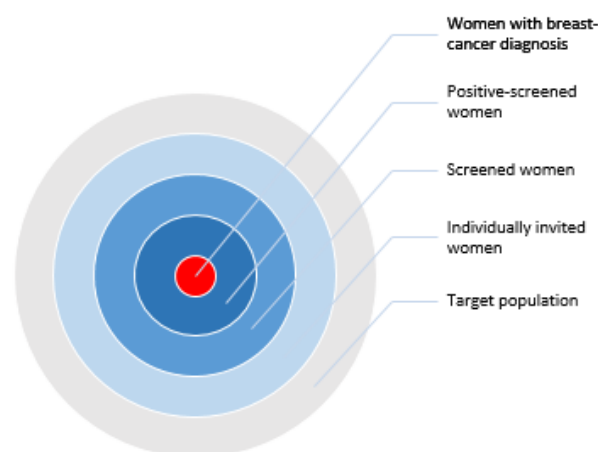 Women with breast-
cancer diagnosis
Positive-screened
women
Screened women
Individually invited
women
Target population